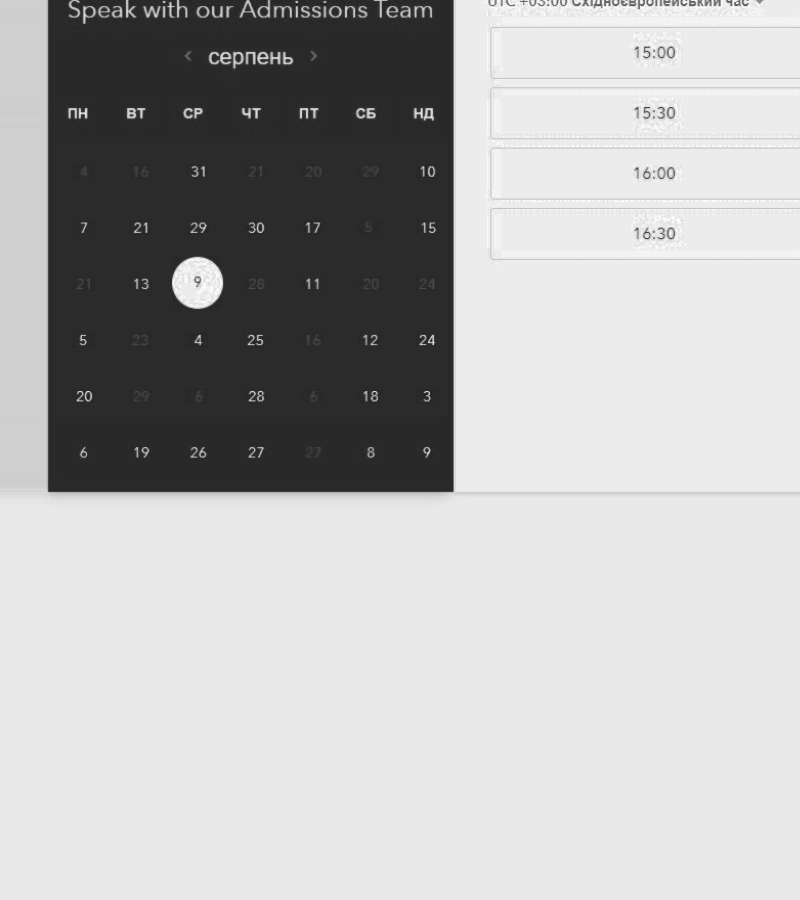 Speak with our Admissions Team
UTC +03:00 Східноєвропейський час
серпень
ПН ВТ СР ЧТ ПТ СБ НД
4 16 31 21 20 29 10
7 21 29 30 17 5 15
21 13 9 28 11 20 24
5 23 4 25 16 12 24
20 29 6 28 6 18 3
6 19 26 27 27 8 9
15:00
15:30
16:00
16:30